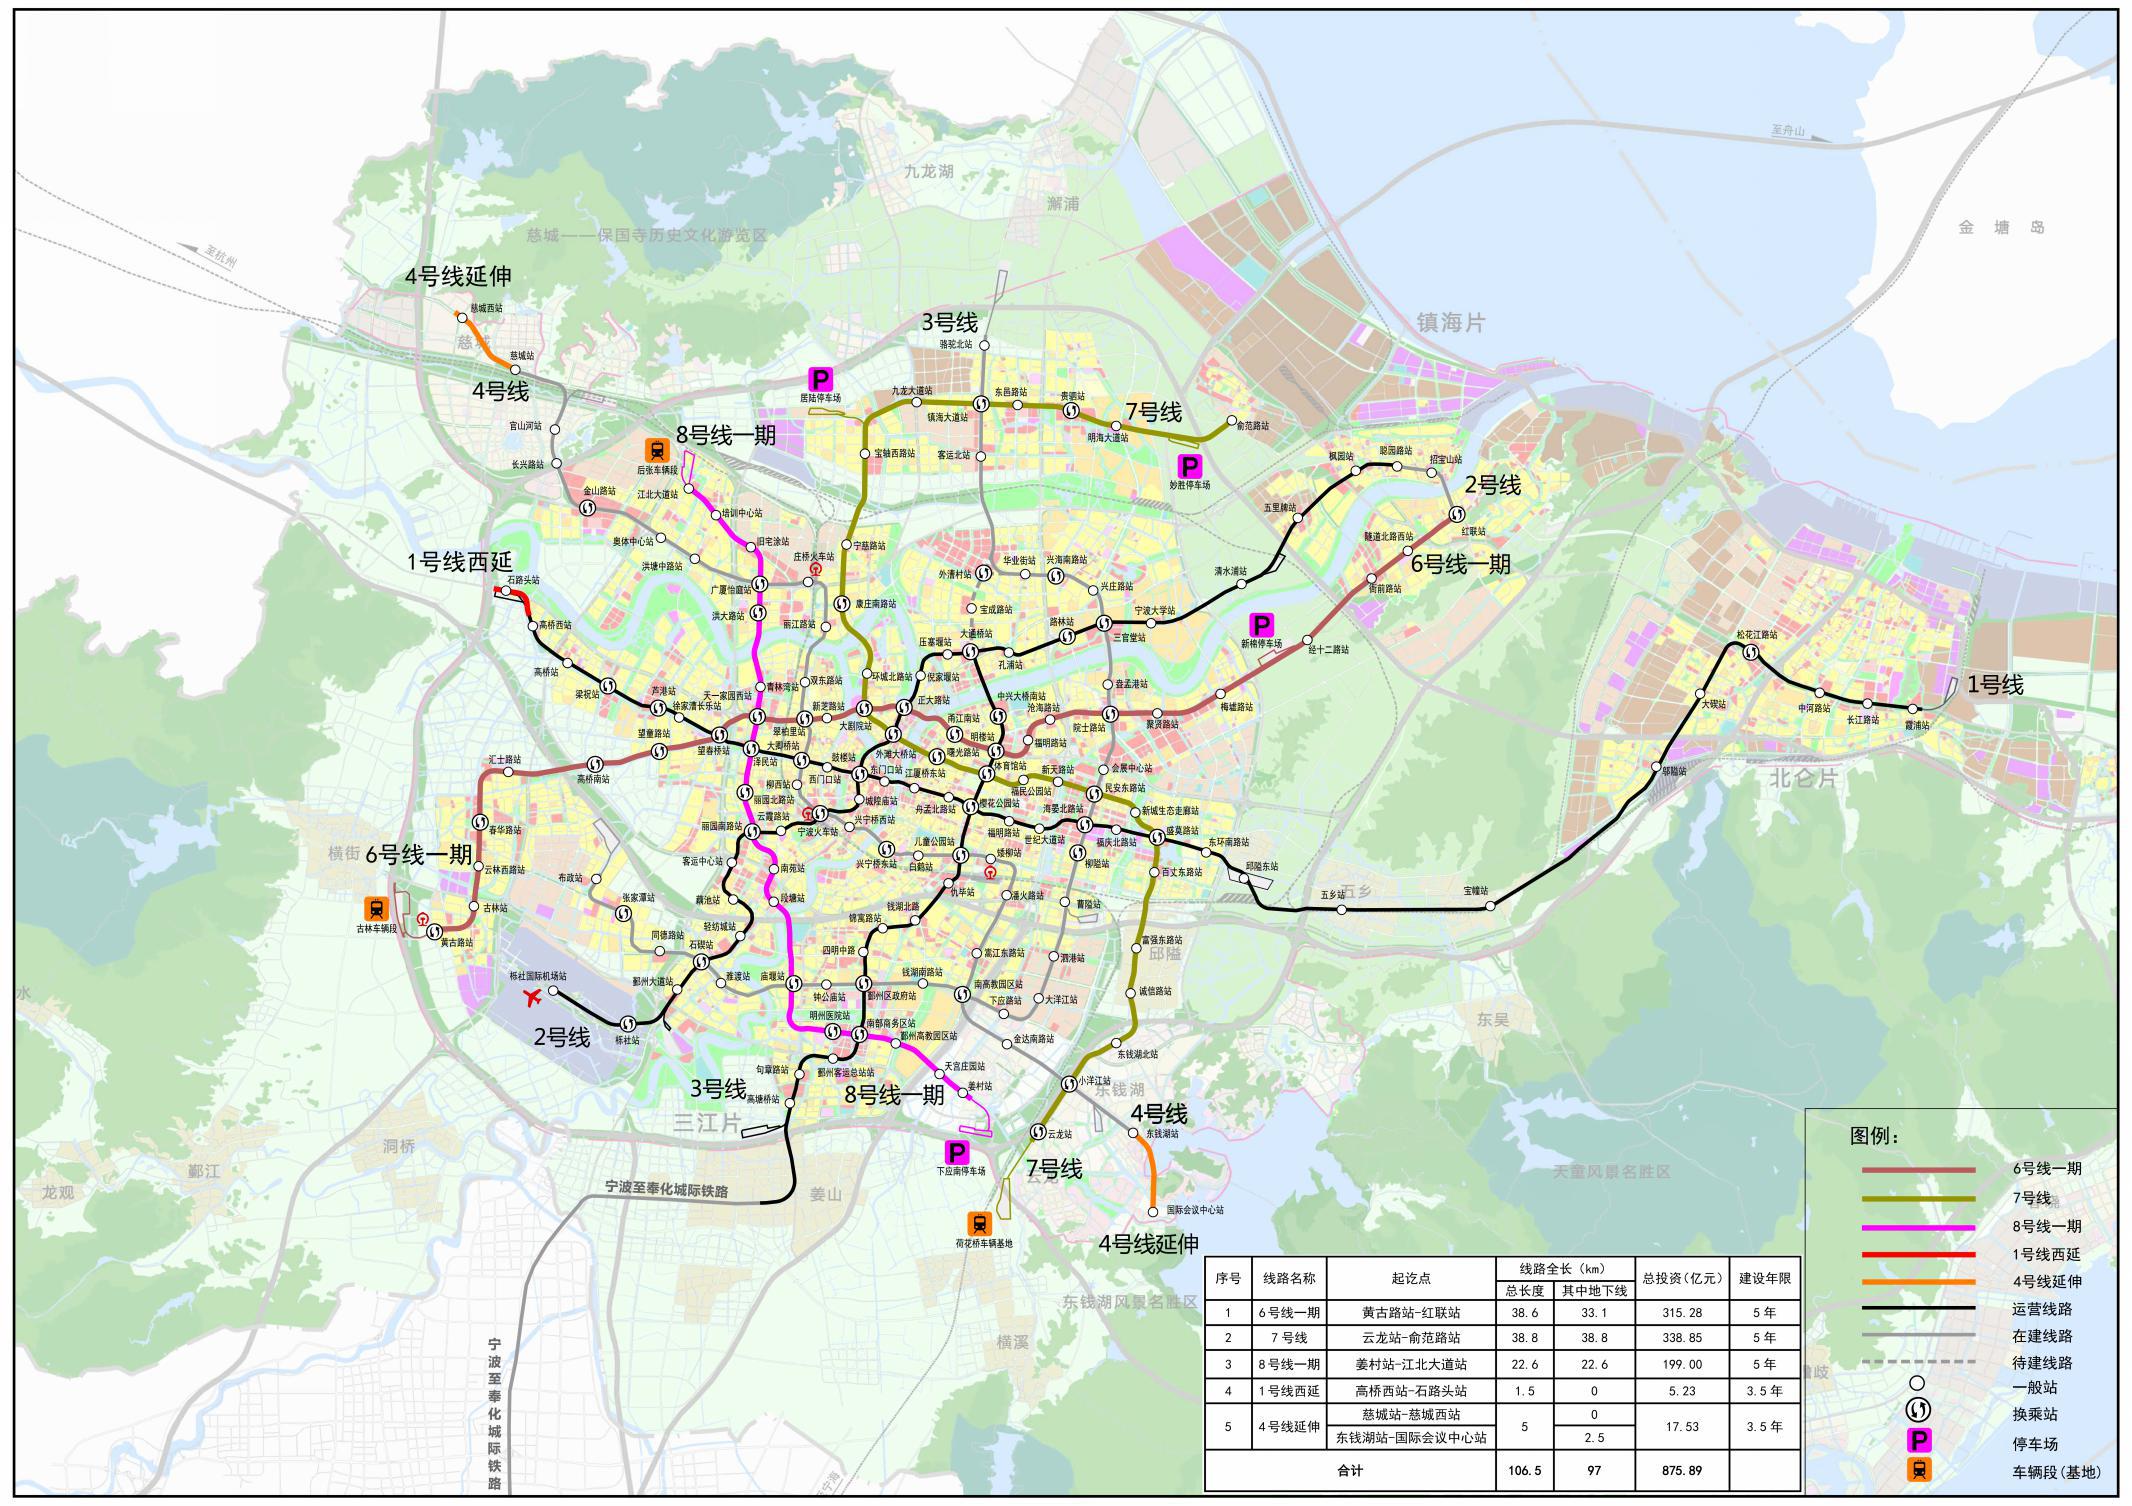 九龙湖
澥浦
至舟山
金塘岛
慈城——保国寺历史文化游览区
至杭州
4号线延伸
慈城西站
慈城
慈城站
4号线
3号线
骆驼北站
镇海片
居陆停车场
九龙大道站
镇海大道站
东邑路站
贵驷站
7号线
明海大道站
俞范路站
官山河站
长兴路站
8号线一期
后张车辆段
江北大道站
宝轴西路站
客运北站
妙胜停车场
枫园站
聪园路站
招宝山站
2号线
金山路站
培训中心站
五里牌站
红联站
隧道北路西站
奥体中心站
旧宅涂站
庄桥火车站
宁慈路站
1号线西延
石路头站
洪塘中路站
广厦怡庭站
外漕村站
华业街站
兴海南路站
兴庄路站
清水浦站
6号线一期
街前路站
高桥西站
洪大路站
丽江路站
康庄南路站
宝成路站
路林站
宁波大学站
三官堂站
新棉停车场
经十二路站
松花江路站
压塞堰站
大通桥站
孔浦站
高桥站
梁祝站
芦港站
徐家漕长乐站
天一家园西站
青林湾站
双东路站
环城北路站
倪家堰站
盘孟港站
梅墟路站
大碶站
中河路站
长江路站
霞浦站
1号线
望童路站
望春桥站
翠柏里站
新芝路站
大剧院站
正大路站
甬江南站
中兴大桥南站
沧海路站
院士路站
聚贤路站
汇士路站
高桥南站
泽民站
大卿桥站
西门口站
鼓楼站
外滩大桥站
曙光路站
明楼站
福明路站
体育馆站
新天路站
会展中心站
邬隘站
北仑片
东门口站
江厦桥东站
福民公园站
民安东路站
丽园北路站
柳西站
城隍庙站
舟孟北路站
樱花公园站
海晏北路站
新城生态走廊站
春华路站
丽园南路站
云霞路站
宁波火车站
兴宁桥西站
福明路站
世纪大道站
福庆北路站
盛莫路站
东环南路站
横街
6号线一期
云林西路站
客运中心站
南苑站
兴宁桥东站
白鹤站
儿童公园站
矮柳站
柳隘站
百丈东路站
邱隘东站
五乡
五乡站
宝幢站
布政站
张家潭站
藕池站
段塘站
仇毕站
潘火路站
曹隘站
古林车辆段
古林站
黄古路站
轻纺城站
锦寓路站
钱湖北路
同德路站
石碶站
四明中路
嵩江东路站
泗港站
富强东路站
邱隘
栎社国际机场站
鄞州大道站
雅渡站
庙堰站
钟公庙站
鄞州区政府站
钱湖南路站
南高教园区站
下应路站
大洋江站
诚信路站
水
2号线
栎社站
明州医院站
南部商务区站
鄞州高教园区站
金达南路站
东钱湖北站
东吴
鄞州客运总站站
天宫庄园站
句章路站
3号线
高塘桥站
8号线一期
姜村站
小洋江站
东钱湖
4号线
东钱湖站
三江片
洞桥
鄞江
龙观
下应南停车场
云龙站
7号线
宁波至奉化城际铁路
姜山
国际会议中心站
荷花桥车辆基地
4号线延伸
天童风景名胜区
东钱湖风景名胜区
横溪
宁波至奉化城际铁路
至宁海
图例：
6号线一期
7号线
8号线一期
1号线西延
4号线延伸
运营线路
在建线路
待建线路
一般站
换乘站
P 停车场
车辆段(基地)
序号 线路名称 起讫点 线路全长（km） 总投资(亿元) 建设年限
总长度 其中地下线
1 6号线一期 黄古路站-红联站 38.6 33.1 315.28 5年
2 7号线 云龙站-俞范路站 38.8 38.8 338.85 5年
3 8号线一期 姜村站-江北大道站 22.6 22.6 199.00 5年
4 1号线西延 高桥西站-石路头站 1.5 0 5.23 3.5年
5 4号线延伸 慈城站-慈城西站 5 0 17.53 3.5年
东钱湖站-国际会议中心站 2.5
合计 106.5 97 875.89